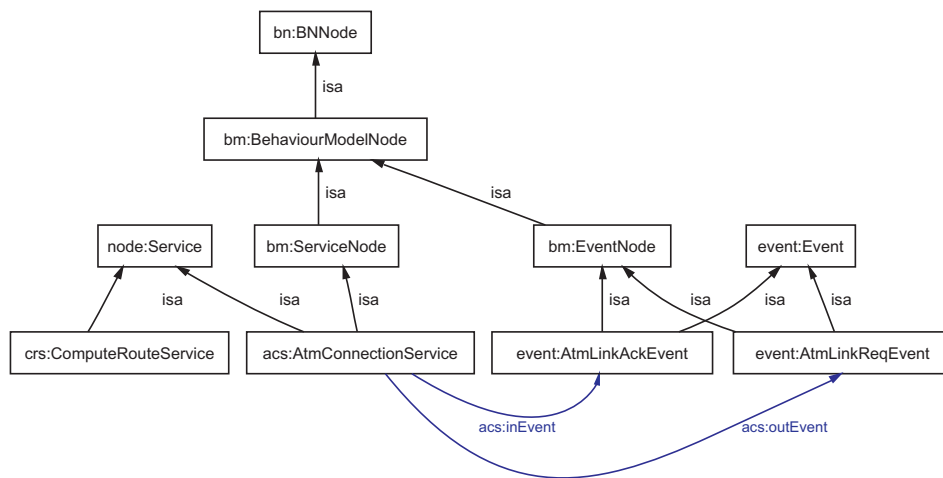 bn:BNNode
isa
bm:BehaviourModelNode
isa
isa
node:Service
bm:ServiceNode
bm:EventNode
event:Event
isa
isa
isa
isa
isa
isa
isa
crs:ComputeRouteService
acs:AtmConnectionService
event:AtmLinkAckEvent
event:AtmLinkReqEvent
acs:inEvent
acs:outEvent